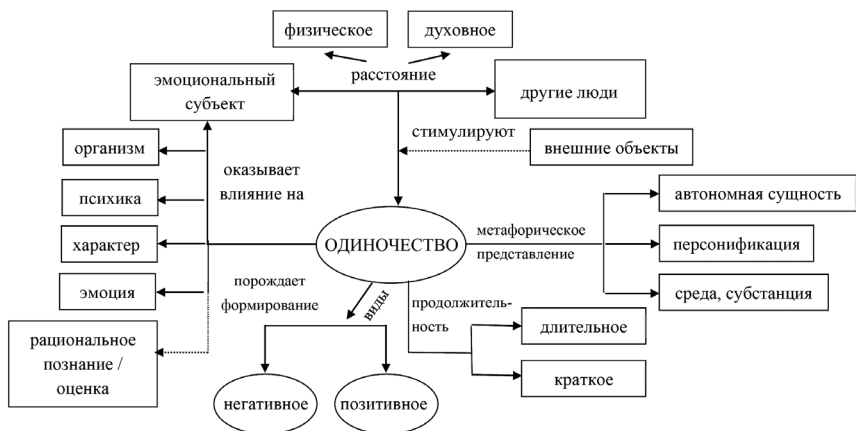 физическое
духовное
расстояние
эмоциональный
субъект
другие люди
стимулируют
внешние объекты
организм
оказывает
влияние на
психика
характер
эмоция
рациональное
познание /
оценка
ОДИНОЧЕСТВО
метафорическое
представление
автономная сущность
персонификация
среда, субстанция
порождает
формирование
виды
продолжитель-
ность
длительное
краткое
негативное
позитивное